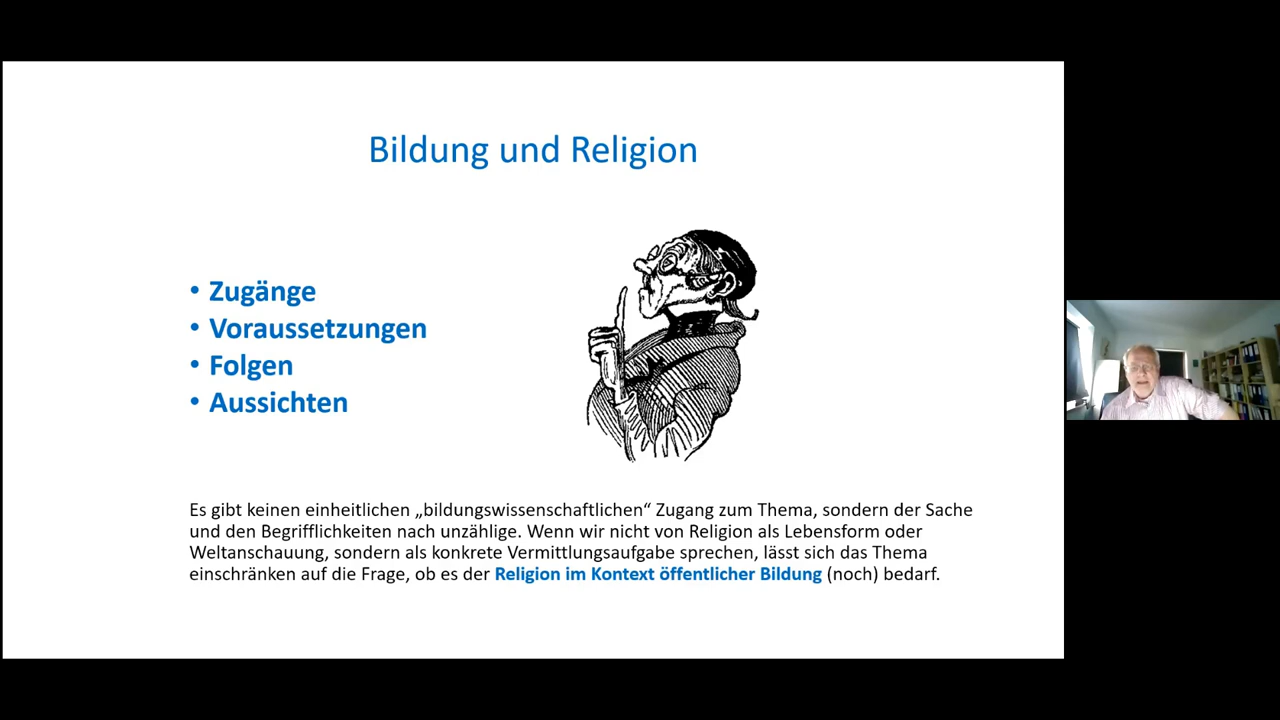 Bildung und Religion
• Zugänge
• Voraussetzungen
• Folgen
• Aussichten
Es gibt keinen einheitlichen „bildungswissenschaftlichen“ Zugang zum Thema, sondern der Sache
und den Begrifflichkeiten nach unzählige. Wenn wir nicht von Religion als Lebensform oder
Weltanschauung, sondern als konkrete Vermittlungsaufgabe sprechen, lässt sich das Thema
einschränken auf die Frage, ob es der Religion im Kontext öffentlicher Bildung (noch) bedarf.